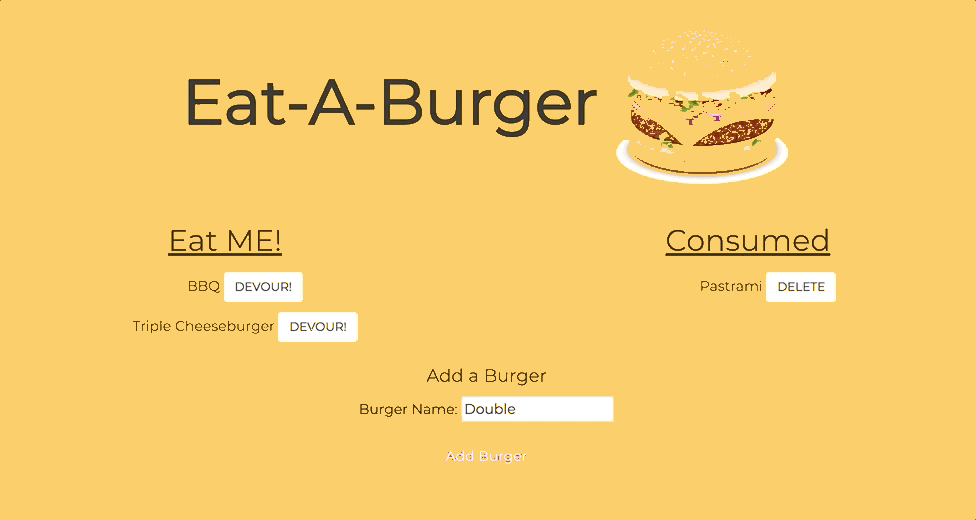 Eat-A-Burger
Eat ME!
BBQ DEVOUR!
Triple Cheeseburger DEVOUR!
Consumed
Pastrami DELETE
Add a Burger
Burger Name: Double
Add Burger